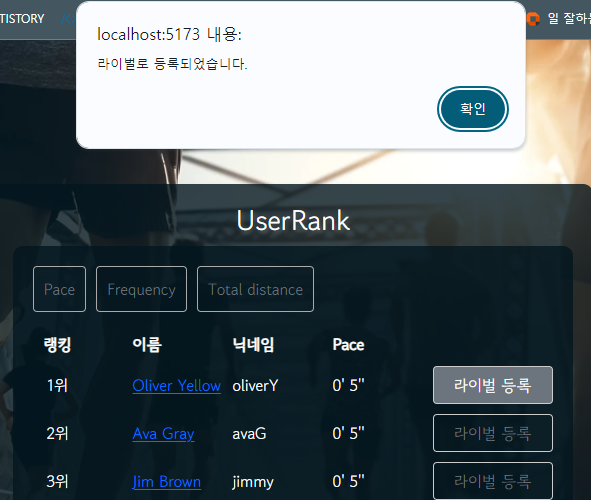 TISTORY
일 잘하는
localhost:5173 내용:
라이벌로 등록되었습니다.
확인
UserRank
Pace Frequency Total distance
랭킹 이름 닉네임 Pace
1위 Oliver Yellow oliverY 0' 5'' 라이벌 등록
2위 Ava Gray avaG 0' 5'' 라이벌 등록
3위 Jim Brown jimmy 0' 5'' 라이벌 등록